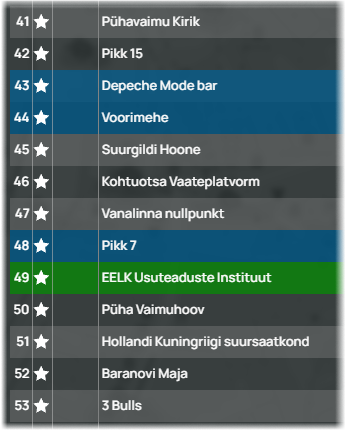 41 ★ Pühavaimu Kirik
42 ★ Pikk 15
43 ★ Depeche Mode bar
44 ★ Voorimehe
45 ★ Suurgildi Hoone
46 ★ Kohtuotsa Vaateplatvorm
47 ★ Vanalinna nullpunkt
48 ★ Pikk 7
49 ★ EELK Usuteaduste Instituut
50 ★ Püha Vaimuhoov
51 ★ Hollandi Kuningriigi suursaatkond
52 ★ Baranovi Maja
53 ★ 3 Bulls